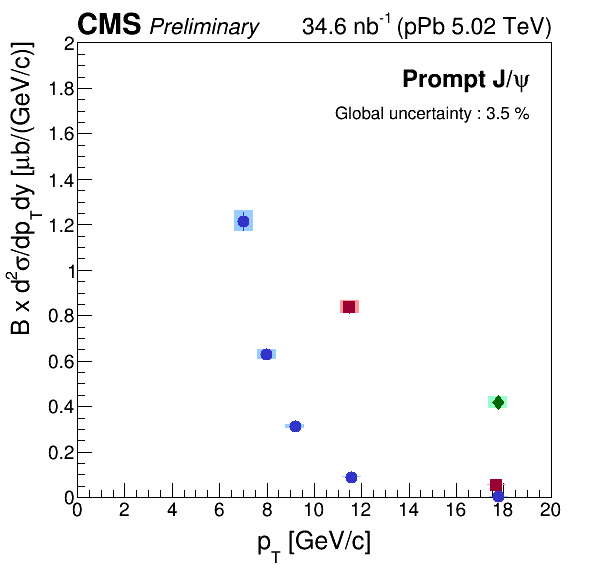 CMS Preliminary 34.6 nb⁻¹ (pPb 5.02 TeV)
Prompt J/ψ
Global uncertainty : 3.5 %
B x d²σ/dp_T dy [μb/(GeV/c)]
2
1.8
1.6
1.4
1.2
1
0.8
0.6
0.4
0.2
0
0 2 4 6 8 10 12 14 16 18 20
p_T [GeV/c]